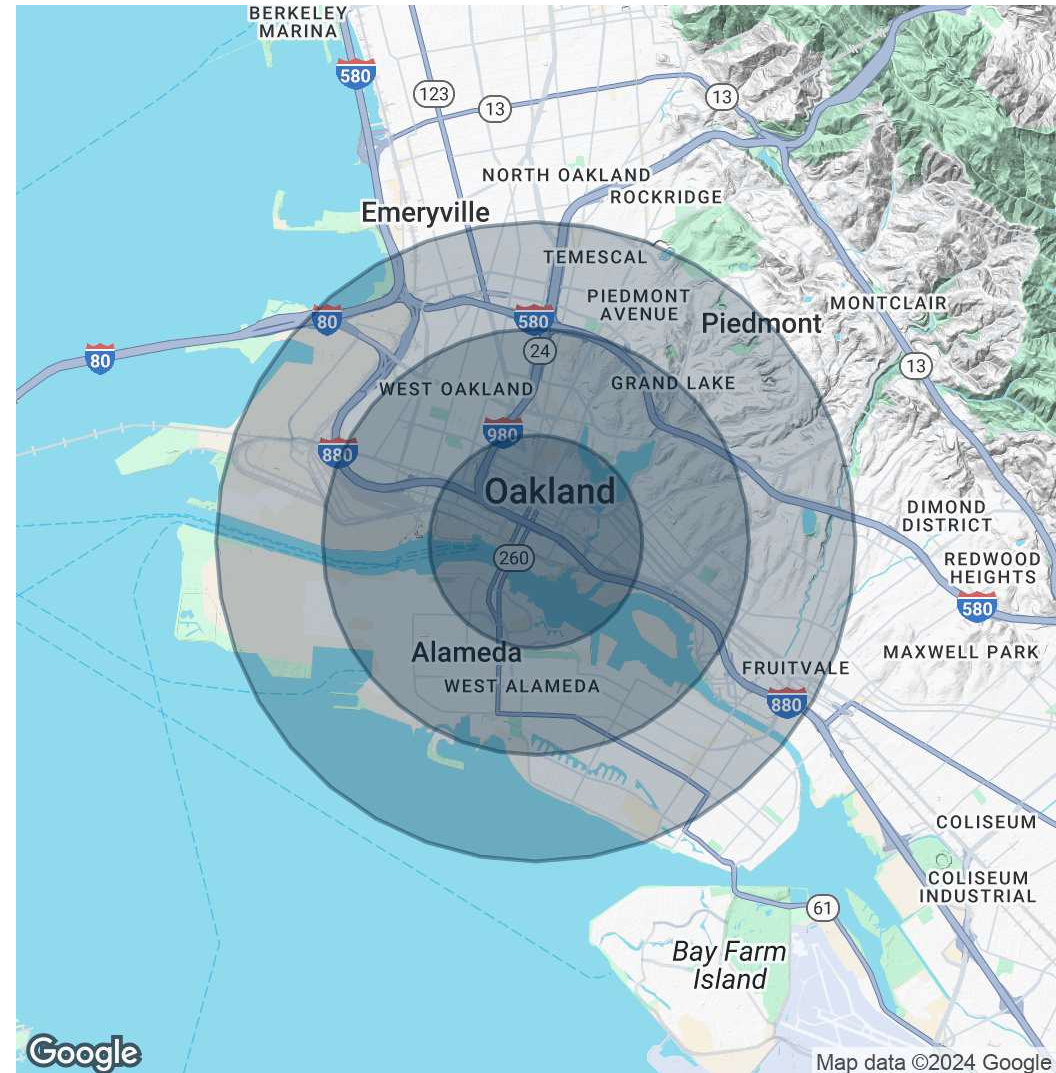 BERKELEY
MARINA
580
123
13
13
NORTH OAKLAND
ROCKRIDGE
Emeryville
TEMESCAL
PIEDMONT
AVENUE
MONTCLAIR
80
580
Piedmont
80
24
13
WEST OAKLAND
GRAND LAKE
980
880
Oakland
DIMOND
DISTRICT
260
REDWOOD
HEIGHTS
580
Alameda
MAXWELL PARK
FRUITVALE
WEST ALAMEDA
880
COLISEUM
COLISEUM
INDUSTRIAL
61
Bay Farm
Island
Google
Map data ©2024 Google